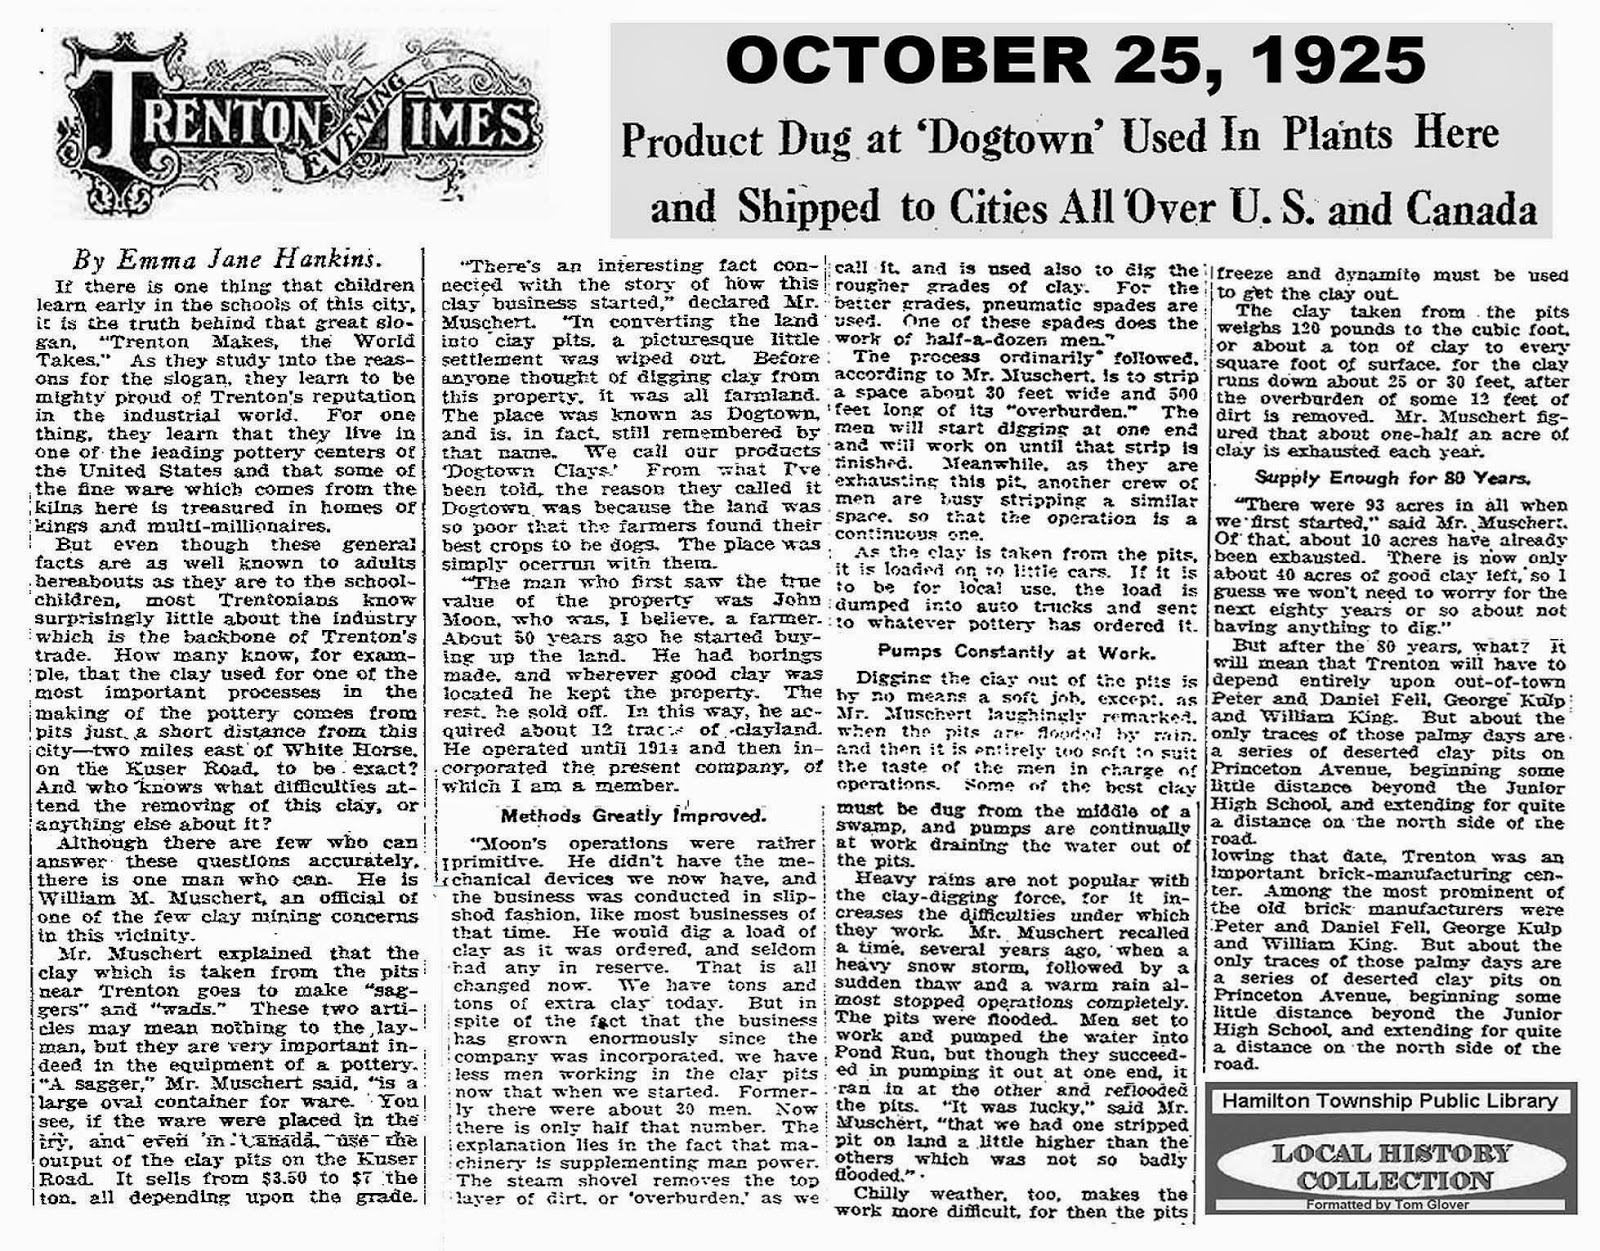 TRENTON EVENING TIMES
OCTOBER 25, 1925
Product Dug at ‘Dogtown’ Used In Plants Here
and Shipped to Cities All Over U. S. and Canada
By Emma Jane Hankins.
If there is one thing that children
learn early in the schools of this city,
it is the truth behind that great slo-
gan, "Trenton Makes, the World
Takes." As they study into the reas-
ons for the slogan, they learn to be
mighty proud of Trenton's reputation
in the industrial world. For one
thing, they learn that they live in
one of the leading pottery centers of
the United States and that some of
the fine ware which comes from the
kilns here is treasured in homes of
kings and multi-millionaires.
But even though these general
facts are as well known to adults
hereabouts as they are to the school-
children, most Trentonians know
surprisingly little about the industry
which is the backbone of Trenton's
trade. How many know, for exam-
ple, that the clay used for one of the
most important processes in the
making of the pottery comes from
pits just a short distance from this
city—two miles east of White Horse,
on the Kuser Road, to be exact?
And who knows what difficulties at-
tend the removing of this clay, or
anything else about it?
Although there are few who can
answer these questions accurately,
there is one man who can. He is
William M. Muschert, an official of
one of the few clay mining concerns
in this vicinity.
Mr. Muschert explained that the
clay which is taken from the pits
near Trenton goes to make "sag-
gers" and "wads." These two arti-
cles may mean nothing to the lay-
man, but they are very important in-
deed in the equipment of a pottery.
"A sagger," Mr. Muschert said, "is a
large oval container for ware. You
see, if the ware were placed in the
try, and even in Canada, use the
output of the clay pits on the Kuser
Road. It sells from $3.50 to $7 the
ton, all depending upon the grade.
"There's an interesting fact con-
nected with the story of how this
clay business started," declared Mr.
Muschert. "In converting the land
into clay pits, a picturesque little
settlement was wiped out. Before
anyone thought of digging clay from
this property, it was all farmland.
The place was known as Dogtown,
and is, in fact, still remembered by
that name. We call our products
'Dogtown Clays.' From what I've
been told, the reason they called it
Dogtown was because the land was
so poor that the farmers found their
best crops to be dogs. The place was
simply ocerrun with them.
"The man who first saw the true
value of the property was John
Moon, who was, I believe, a farmer.
About 50 years ago he started buy-
ing up the land. He had borings
made, and wherever good clay was
located he kept the property. The
rest, he sold off. In this way, he ac-
quired about 12 tracts of clayland.
He operated until 1914 and then in-
corporated the present company, of
which I am a member.
Methods Greatly Improved.
"Moon's operations were rather
primitive. He didn't have the me-
chanical devices we now have, and
the business was conducted in slip-
shod fashion, like most businesses of
that time. He would dig a load of
clay as it was ordered, and seldom
had any in reserve. That is all
changed now. We have tons and
tons of extra clay today. But in
spite of the fact that the business
has grown enormously since the
company was incorporated, we have
less men working in the clay pits
now that when we started. Former-
ly there were about 20 men. Now
there is only half that number. The
explanation lies in the fact that ma-
chinery is supplementing man power.
The steam shovel removes the top
layer of dirt, or 'overburden,' as we
call it, and is used also to dig the
rougher grades of clay. For the
better grades, pneumatic spades are
used. One of these spades does the
work of half-a-dozen men."
The process ordinarily followed,
according to Mr. Muschert, is to strip
a space about 30 feet wide and 500
feet long of its "overburden." The
men will start digging at one end
and will work on until that strip is
finished. Meanwhile, as they are
exhausting this pit, another crew of
men are busy stripping a similar
space, so that the operation is a
continuous one.
As the clay is taken from the pits,
it is loaded on to little cars. If it is
to be for local use, the load is
dumped into auto trucks and sent
to whatever pottery has ordered it.
Pumps Constantly at Work.
Digging the clay out of the pits is
by no means a soft job, except, as
Mr. Muschert laughingly remarked,
when the pits are flooded by rain,
and then it is entirely too soft to suit
the taste of the men in charge of
operations. Some of the best clay
must be dug from the middle of a
swamp, and pumps are continually
at work draining the water out of
the pits.
Heavy rains are not popular with
the clay-digging force, for it in-
creases the difficulties under which
they work. Mr. Muschert recalled
a time, several years ago, when a
heavy snow storm, followed by a
sudden thaw and a warm rain al-
most stopped operations completely.
The pits were flooded. Men set to
work and pumped the water into
Pond Run, but though they succeed-
ed in pumping it out at one end, it
ran in at the other and reflooded
the pits. "It was lucky," said Mr.
Muschert, "that we had one stripped
pit on land a little higher than the
others which was not so badly
flooded."
Chilly weather, too, makes the
work more difficult, for then the pits
freeze and dynamite must be used
to get the clay out.
The clay taken from the pits
weighs 120 pounds to the cubic foot,
or about a ton of clay to every
square foot of surface, for the clay
runs down about 25 or 30 feet, after
the overburden of some 12 feet of
dirt is removed. Mr. Muschert fig-
ured that about one-half an acre of
clay is exhausted each year.
Supply Enough for 80 Years.
"There were 93 acres in all when
we first started," said Mr. Muschert.
Of that, about 10 acres have already
been exhausted. There is now only
about 40 acres of good clay left, so I
guess we won't need to worry for the
next eighty years or so about not
having anything to dig."
But after the 80 years, what? It
will mean that Trenton will have to
depend entirely upon out-of-town
Peter and Daniel Fell, George Kulp
and William King. But about the
only traces of those palmy days are
a series of deserted clay pits on
Princeton Avenue, beginning some
little distance beyond the Junior
High School, and extending for quite
a distance on the north side of the
road.
lowing that date, Trenton was an
important brick-manufacturing cen-
ter. Among the most prominent of
the old brick manufacturers were
Peter and Daniel Fell, George Kulp
and William King. But about the
only traces of those palmy days are
a series of deserted clay pits on
Princeton Avenue, beginning some
little distance beyond the Junior
High School, and extending for quite
a distance on the north side of the
road.
Hamilton Township Public Library
LOCAL HISTORY
COLLECTION
Formatted by Tom Glover